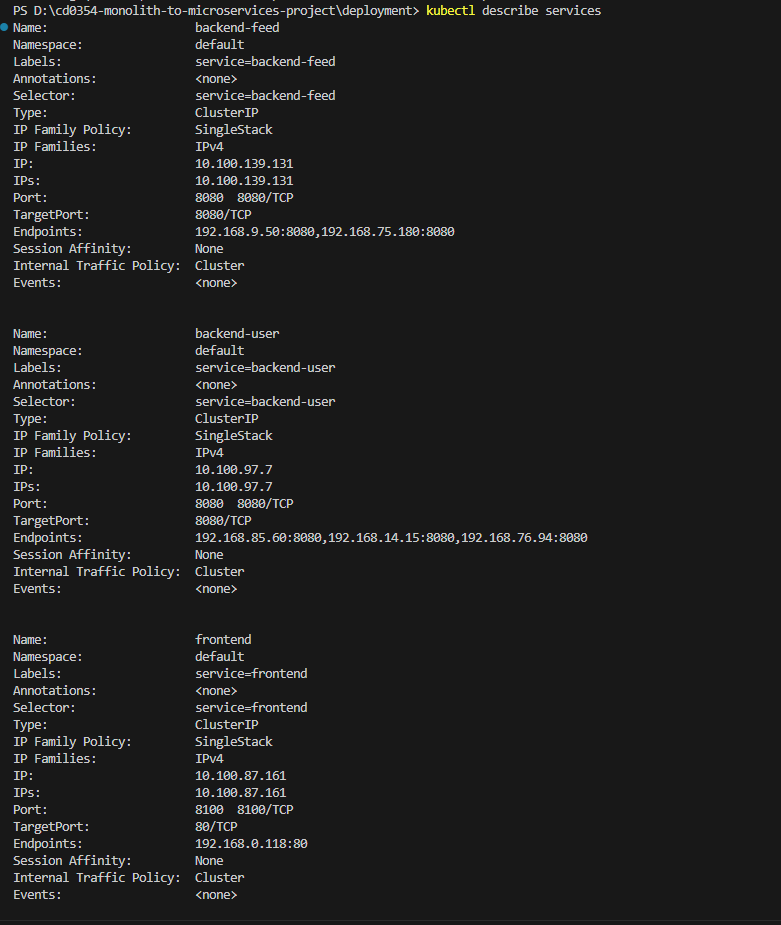 PS D:\cd0354-monolith-to-microservices-project\deployment> kubectl describe services
Name:                     backend-feed
Namespace:                default
Labels:                   service=backend-feed
Annotations:              <none>
Selector:                 service=backend-feed
Type:                     ClusterIP
IP Family Policy:         SingleStack
IP Families:              IPv4
IP:                       10.100.139.131
IPs:                      10.100.139.131
Port:                     8080  8080/TCP
TargetPort:               8080/TCP
Endpoints:                192.168.9.50:8080,192.168.75.180:8080
Session Affinity:         None
Internal Traffic Policy:  Cluster
Events:                   <none>

Name:                     backend-user
Namespace:                default
Labels:                   service=backend-user
Annotations:              <none>
Selector:                 service=backend-user
Type:                     ClusterIP
IP Family Policy:         SingleStack
IP Families:              IPv4
IP:                       10.100.97.7
IPs:                      10.100.97.7
Port:                     8080  8080/TCP
TargetPort:               8080/TCP
Endpoints:                192.168.85.60:8080,192.168.14.15:8080,192.168.76.94:8080
Session Affinity:         None
Internal Traffic Policy:  Cluster
Events:                   <none>

Name:                     frontend
Namespace:                default
Labels:                   service=frontend
Annotations:              <none>
Selector:                 service=frontend
Type:                     ClusterIP
IP Family Policy:         SingleStack
IP Families:              IPv4
IP:                       10.100.87.161
IPs:                      10.100.87.161
Port:                     8100  8100/TCP
TargetPort:               80/TCP
Endpoints:                192.168.0.118:80
Session Affinity:         None
Internal Traffic Policy:  Cluster
Events:                   <none>